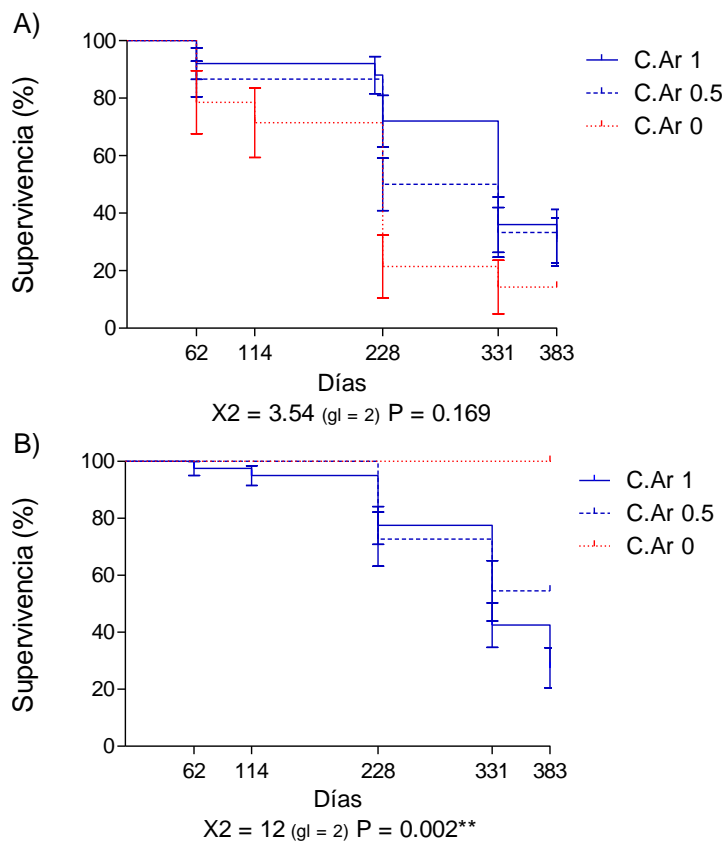 A)
100
80
60
40
20
0
Supervivencia (%)
62 114 228 331 383
Días
X2 = 3.54 (gl = 2) P = 0.169
C.Ar 1
C.Ar 0.5
C.Ar 0
B)
100
80
60
40
20
0
Supervivencia (%)
62 114 228 331 383
Días
X2 = 12 (gl = 2) P = 0.002**
C.Ar 1
C.Ar 0.5
C.Ar 0